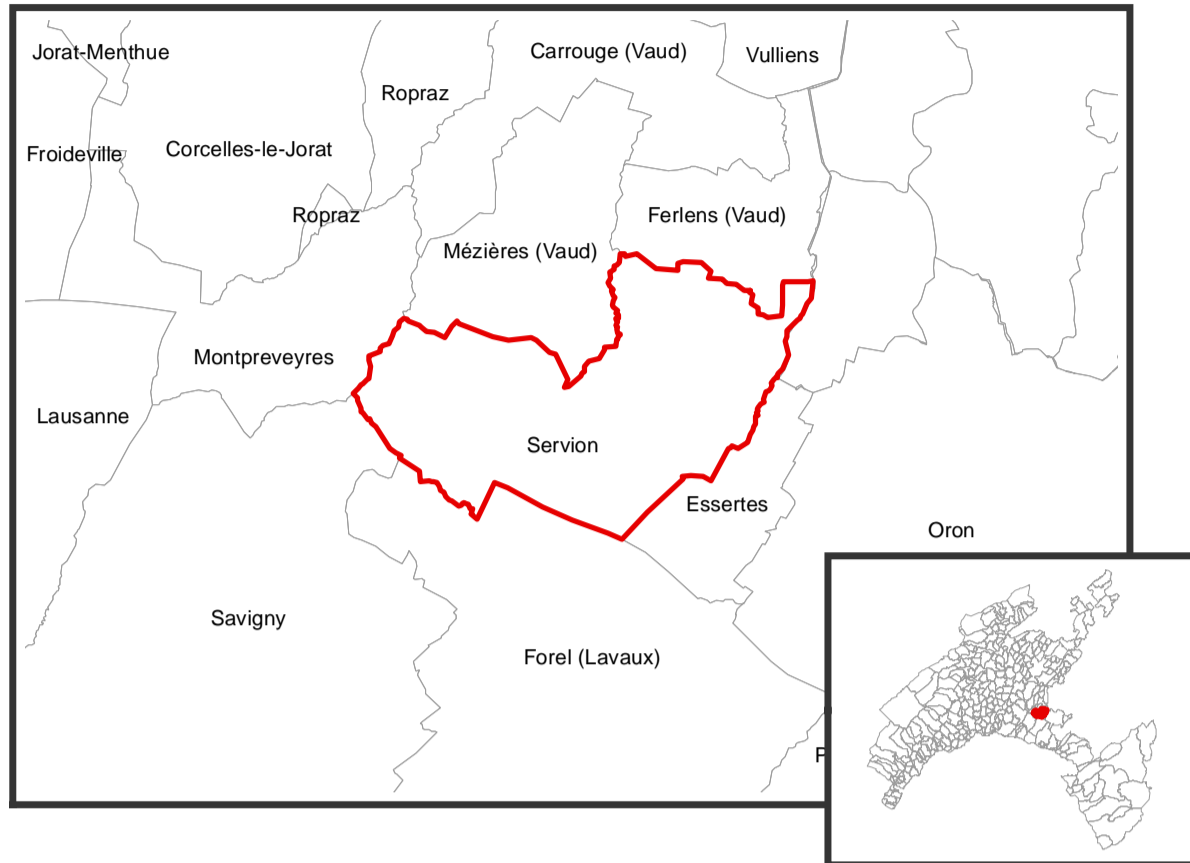 Carrouge (Vaud)
Jorat-Menthue
Vulliens
Ropraz
Corcelles-le-Jorat
Froideville
Ropraz
Ferlens (Vaud)
Mézières (Vaud)
Montpreveyres
Lausanne
Servion
Essertes
Oron
Savigny
Forel (Lavaux)
P